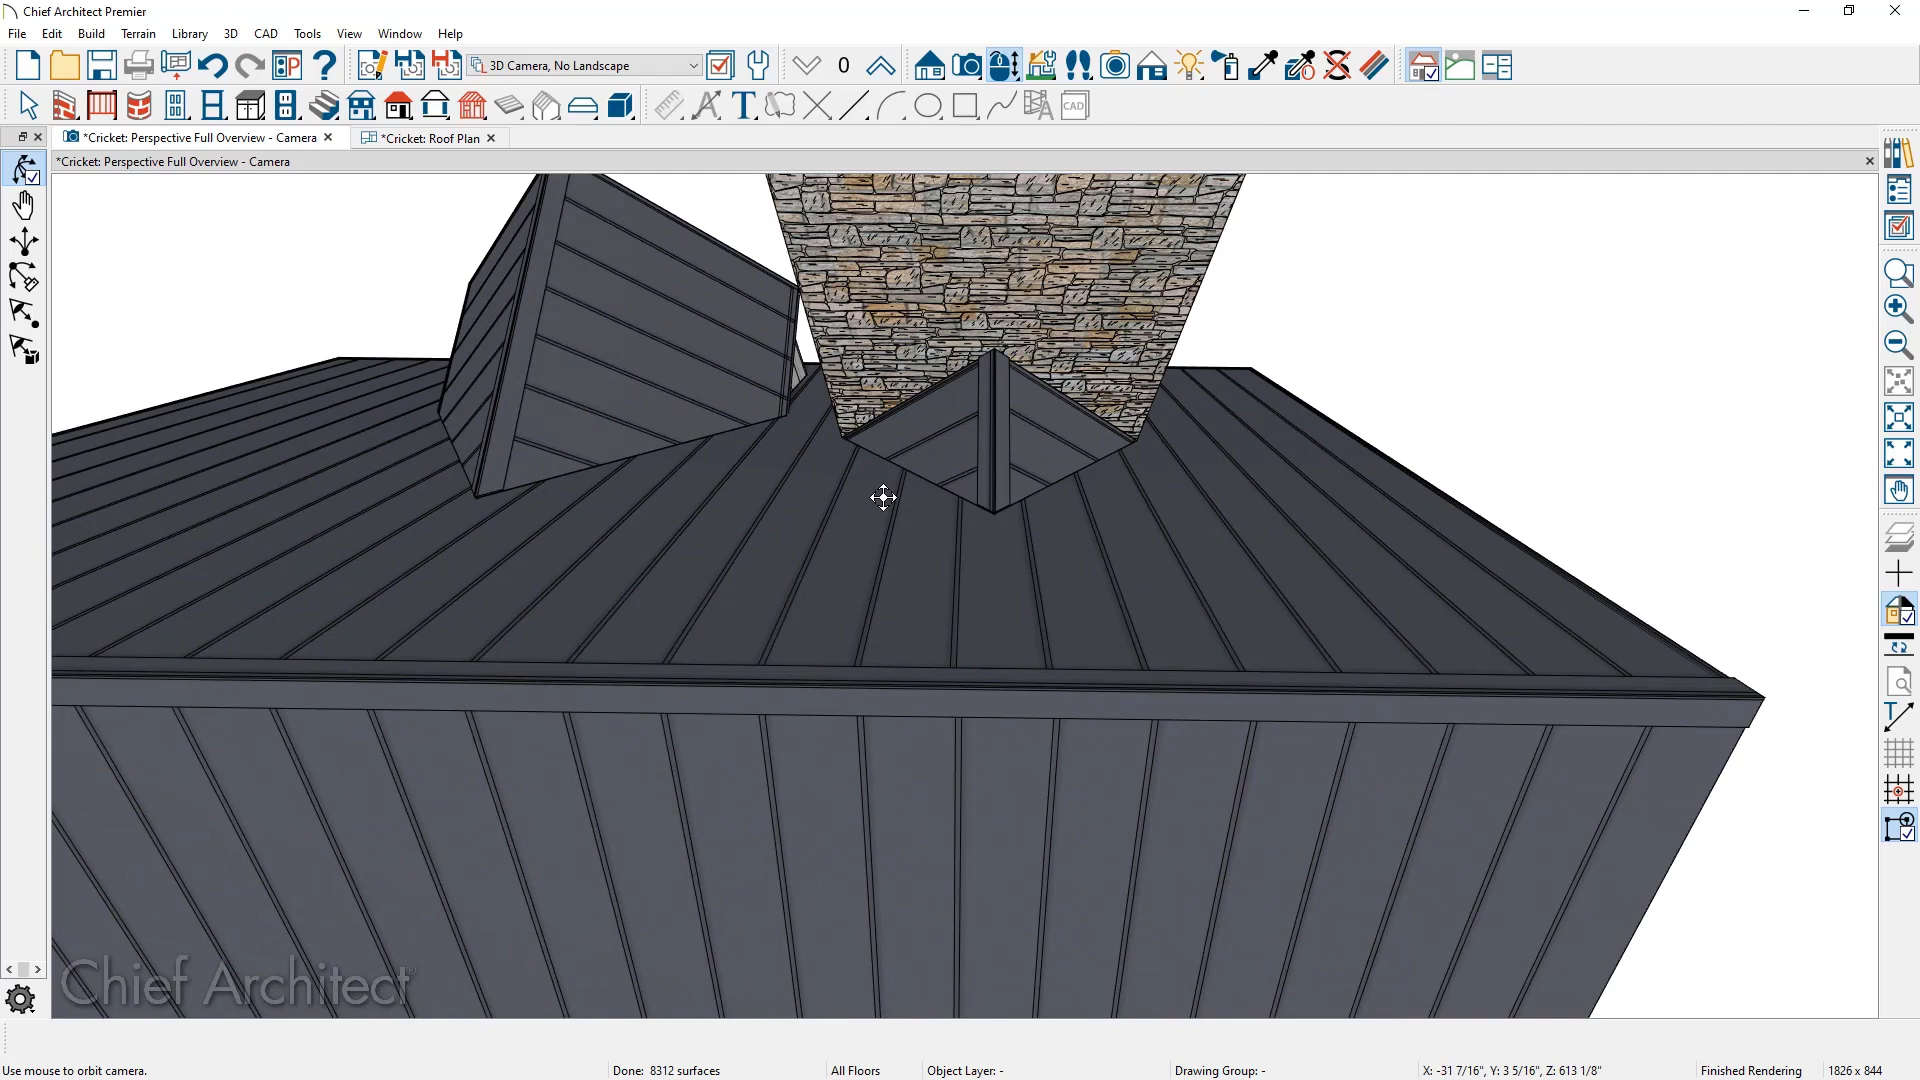 Chief Architect Premier
File Edit Build Terrain Library 3D CAD Tools View Window Help
3D Camera, No Landscape
0
CAD
*Cricket: Perspective Full Overview - Camera
*Cricket: Roof Plan
*Cricket: Perspective Full Overview - Camera
Chief Architect
Use mouse to orbit camera. Done: 8312 surfaces All Floors Object Layer: - Drawing Group: - X: -31 7/16", Y: 3 5/16", Z: 613 1/8" Finished Rendering 1826 x 844